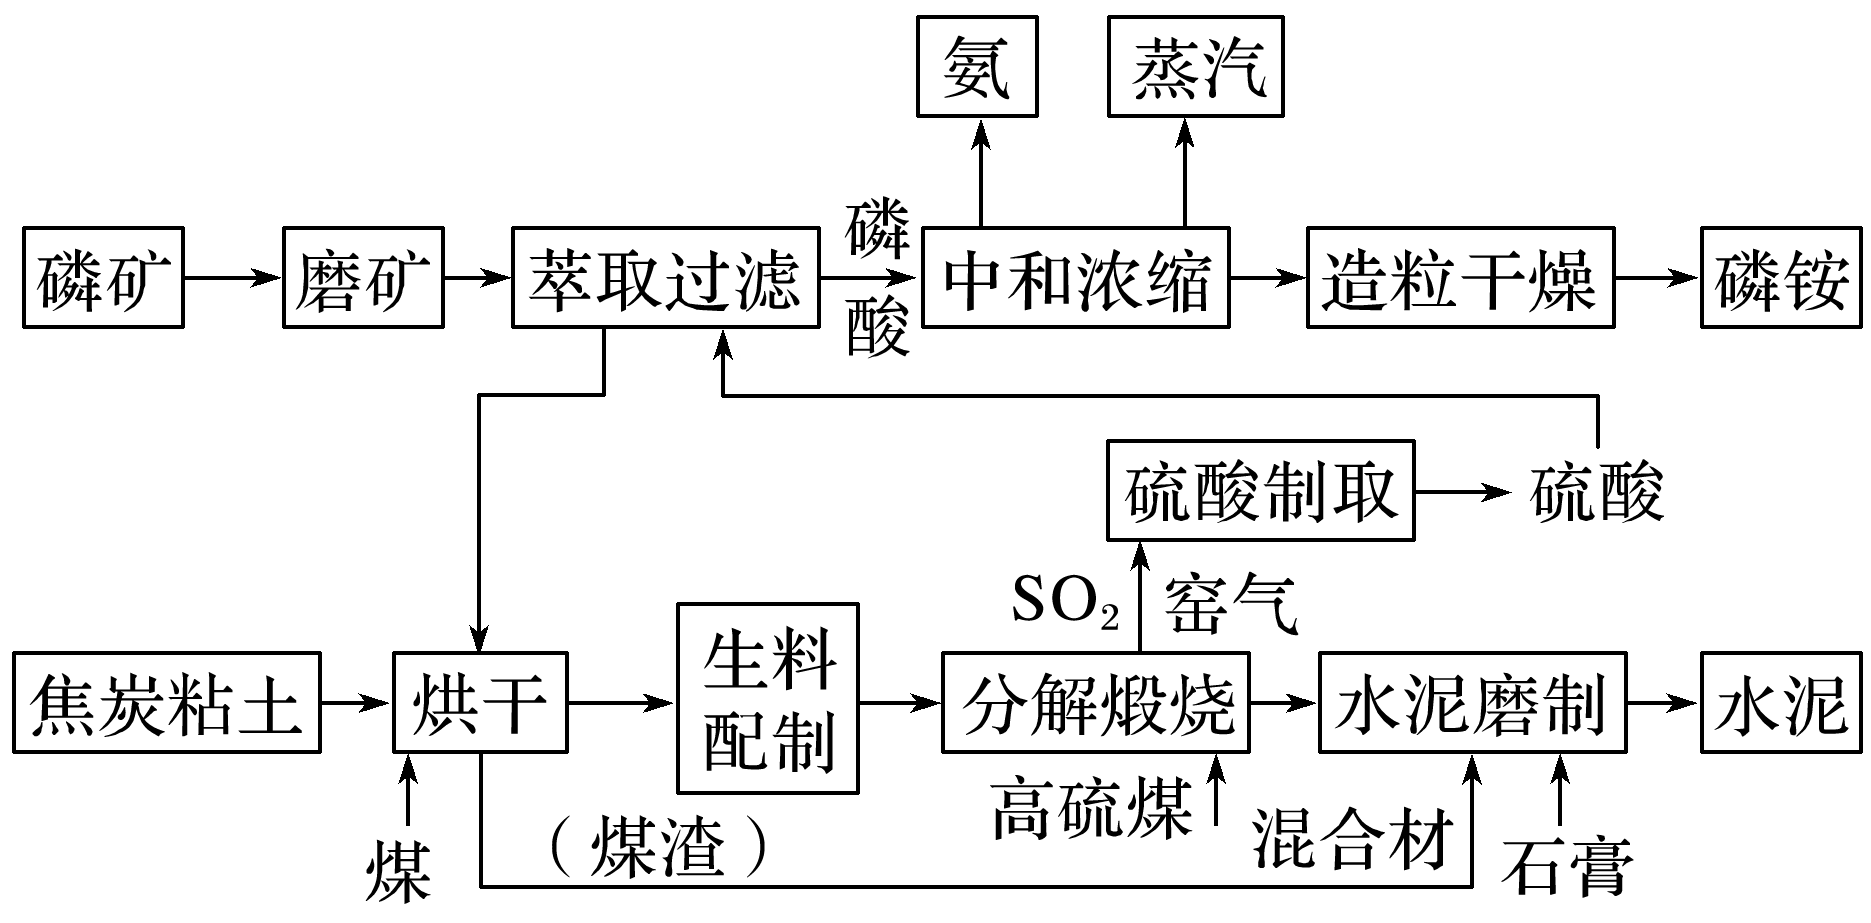 氨
蒸汽
磷矿
磨矿
萃取过滤
磷
酸
中和浓缩
造粒干燥
磷铵
硫酸制取
硫酸
SO₂
窑气
焦炭粘土
烘干
生料
配制
分解煅烧
水泥磨制
水泥
煤
（煤渣）
高硫煤
混合材
石膏